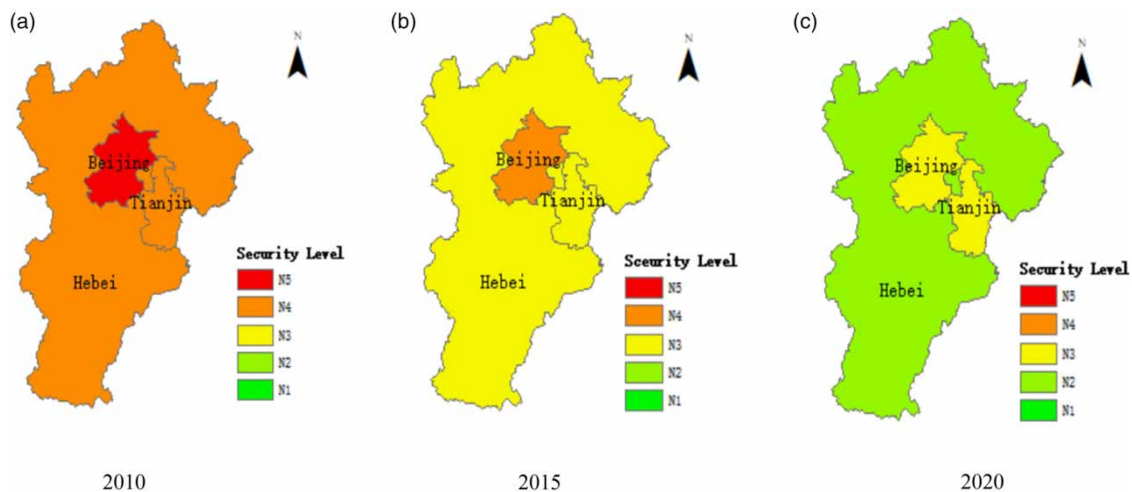 (a)
N
Beijing
Tianjin
Hebei
Security Level
N5
N4
N3
N2
N1
2010
(b)
N
Beijing
Tianjin
Hebei
Sceurity Level
N5
N4
N3
N2
N1
2015
(c)
N
Beijing
Tianjin
Hebei
Security Level
N5
N4
N3
N2
N1
2020